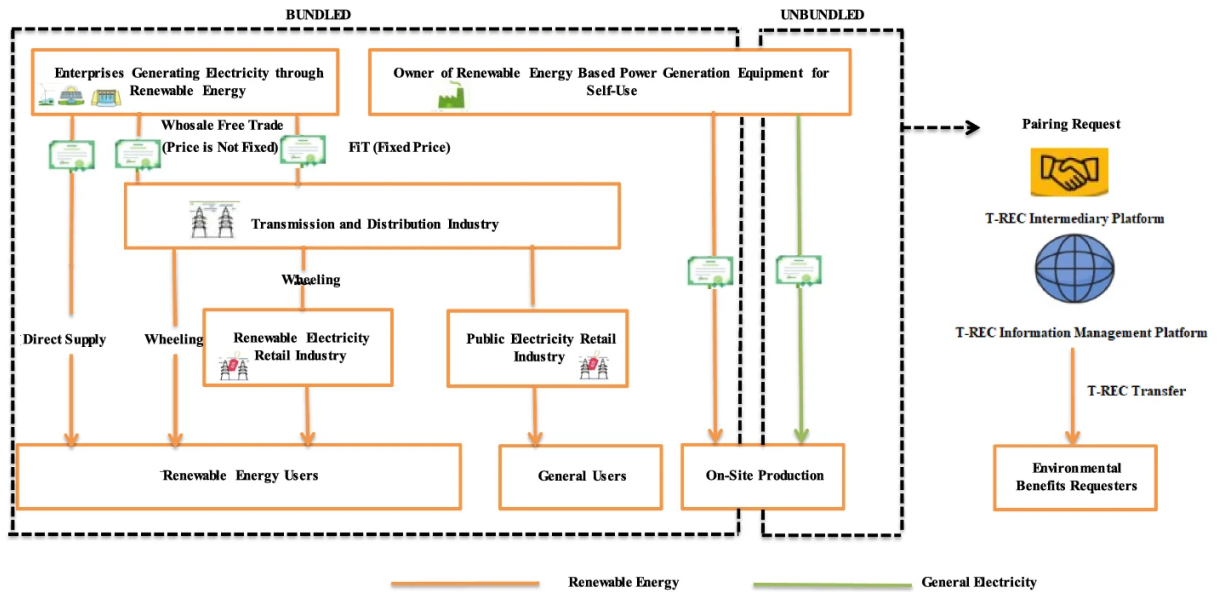 BUNDLED
UNBUNDLED
Enterprises Generating Electricity through
Renewable Energy
Owner of Renewable Energy Based Power Generation Equipment for
Self-Use
Whosale Free Trade
(Price is Not Fixed)
FiT (Fixed Price)
Pairing Request
T-REC Intermediary Platform
Transmission and Distribution Industry
Wheeling
Direct Supply
Wheeling
Renewable Electricity
Retail Industry
Public Electricity Retail
Industry
T-REC Information Management Platform
T-REC Transfer
Renewable Energy Users
General Users
On-Site Production
Environmental
Benefits Requesters
Renewable Energy
General Electricity